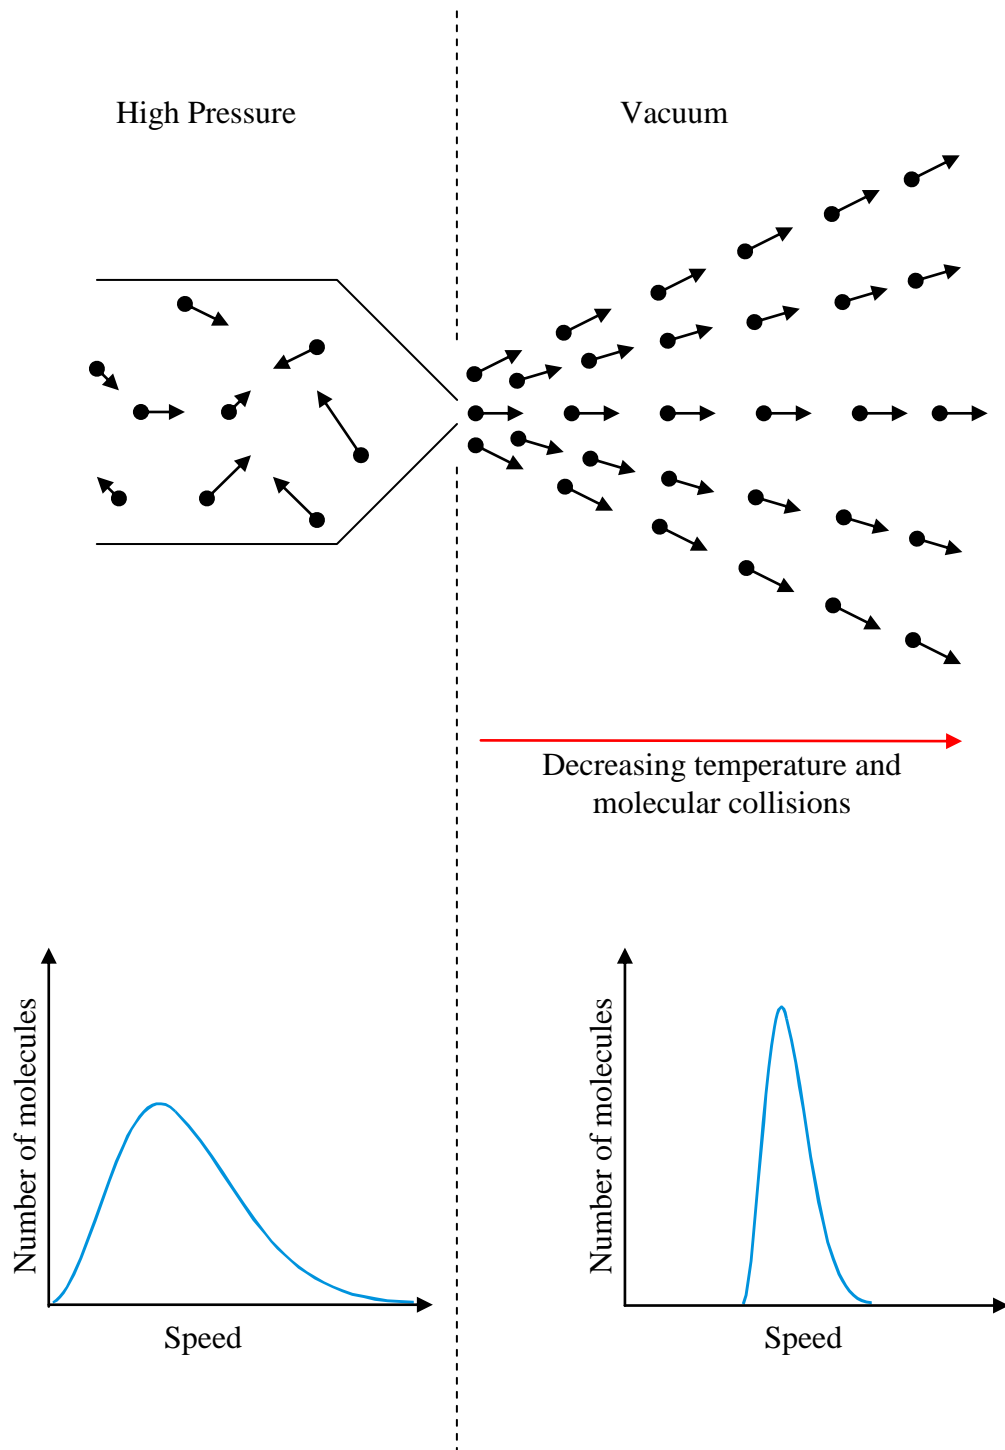 High Pressure
Vacuum
Decreasing temperature and
molecular collisions
Number of molecules
Speed
Number of molecules
Speed